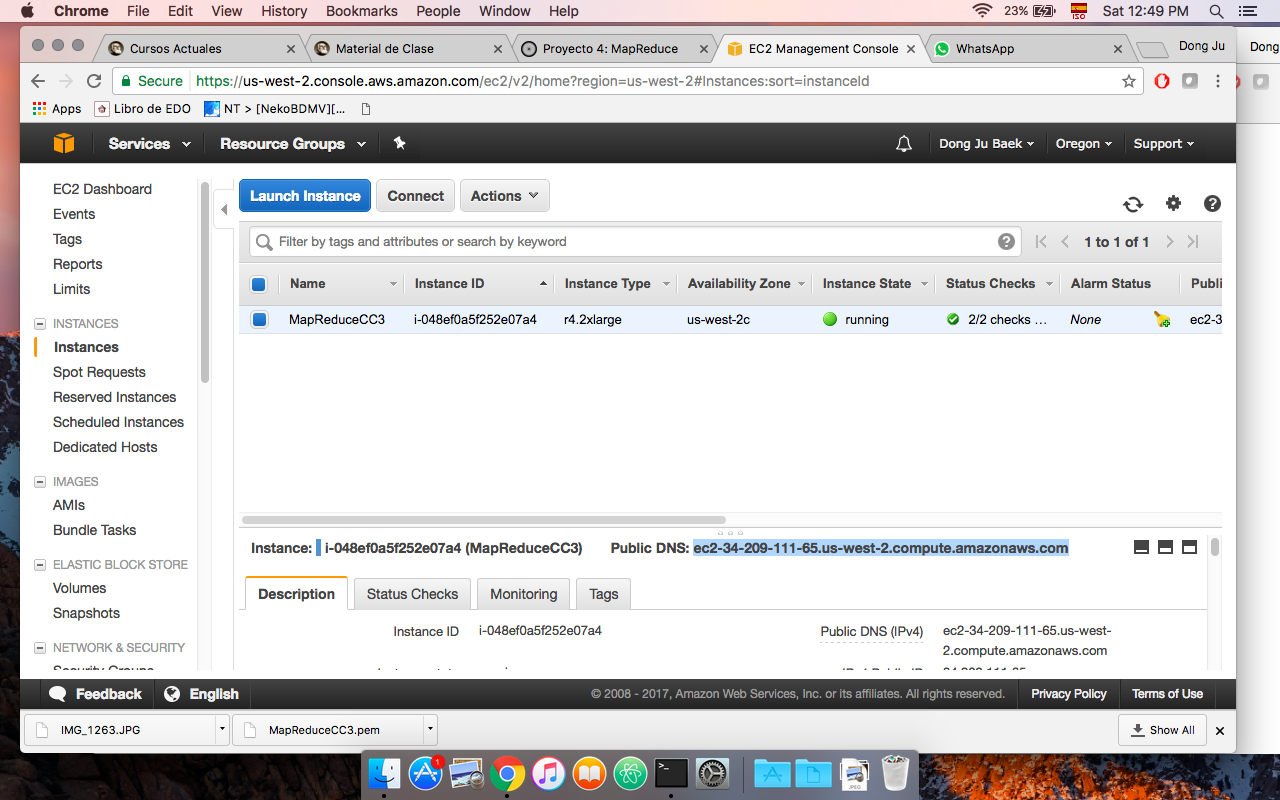 Chrome File Edit View History Bookmarks People Window Help 23% ISO Sat 12:49 PM
Cursos Actuales Material de Clase Proyecto 4: MapReduce EC2 Management Console WhatsApp Dong Ju Dong
Secure https://us-west-2.console.aws.amazon.com/ec2/v2/home?region=us-west-2#Instances:sort=instanceId
Apps Libro de EDO NT > [NekoBDMV][...
Services Resource Groups Dong Ju Baek Oregon Support
EC2 Dashboard
Events
Tags
Reports
Limits
INSTANCES
Instances
Spot Requests
Reserved Instances
Scheduled Instances
Dedicated Hosts
IMAGES
AMIs
Bundle Tasks
ELASTIC BLOCK STORE
Volumes
Snapshots
NETWORK & SECURITY
Security Groups
Launch Instance Connect Actions
Filter by tags and attributes or search by keyword 1 to 1 of 1
Name Instance ID Instance Type Availability Zone Instance State Status Checks Alarm Status Publi
MapReduceCC3 i-048ef0a5f252e07a4 r4.2xlarge us-west-2c running 2/2 checks ... None ec2-3
Instance: i-048ef0a5f252e07a4 (MapReduceCC3) Public DNS: ec2-34-209-111-65.us-west-2.compute.amazonaws.com
Description Status Checks Monitoring Tags
Instance ID i-048ef0a5f252e07a4 Public DNS (IPv4) ec2-34-209-111-65.us-west-
2.compute.amazonaws.com
Feedback English © 2008 - 2017, Amazon Web Services, Inc. or its affiliates. All rights reserved. Privacy Policy Terms of Use
IMG_1263.JPG MapReduceCC3.pem Show All
1
JPEG